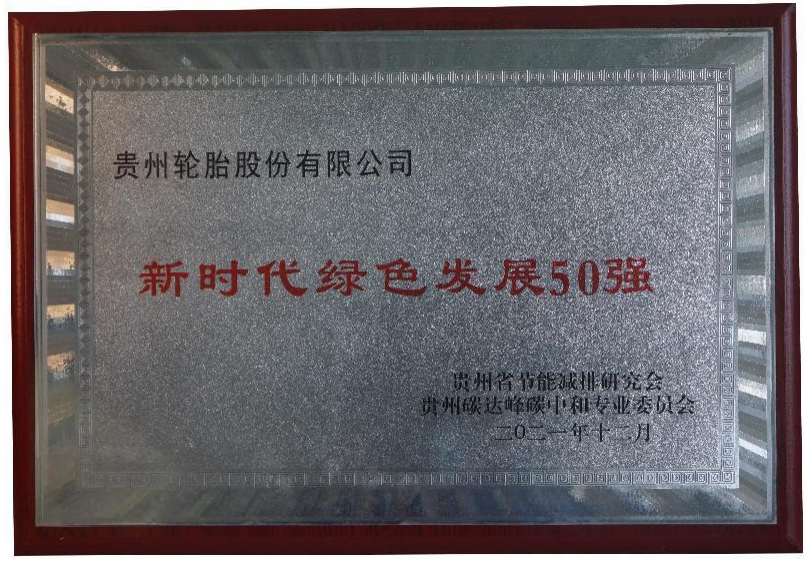 贵州轮胎股份有限公司
新时代绿色发展50强
贵州省节能减排研究会
贵州碳达峰碳中和专业委员会
二〇二一年十二月